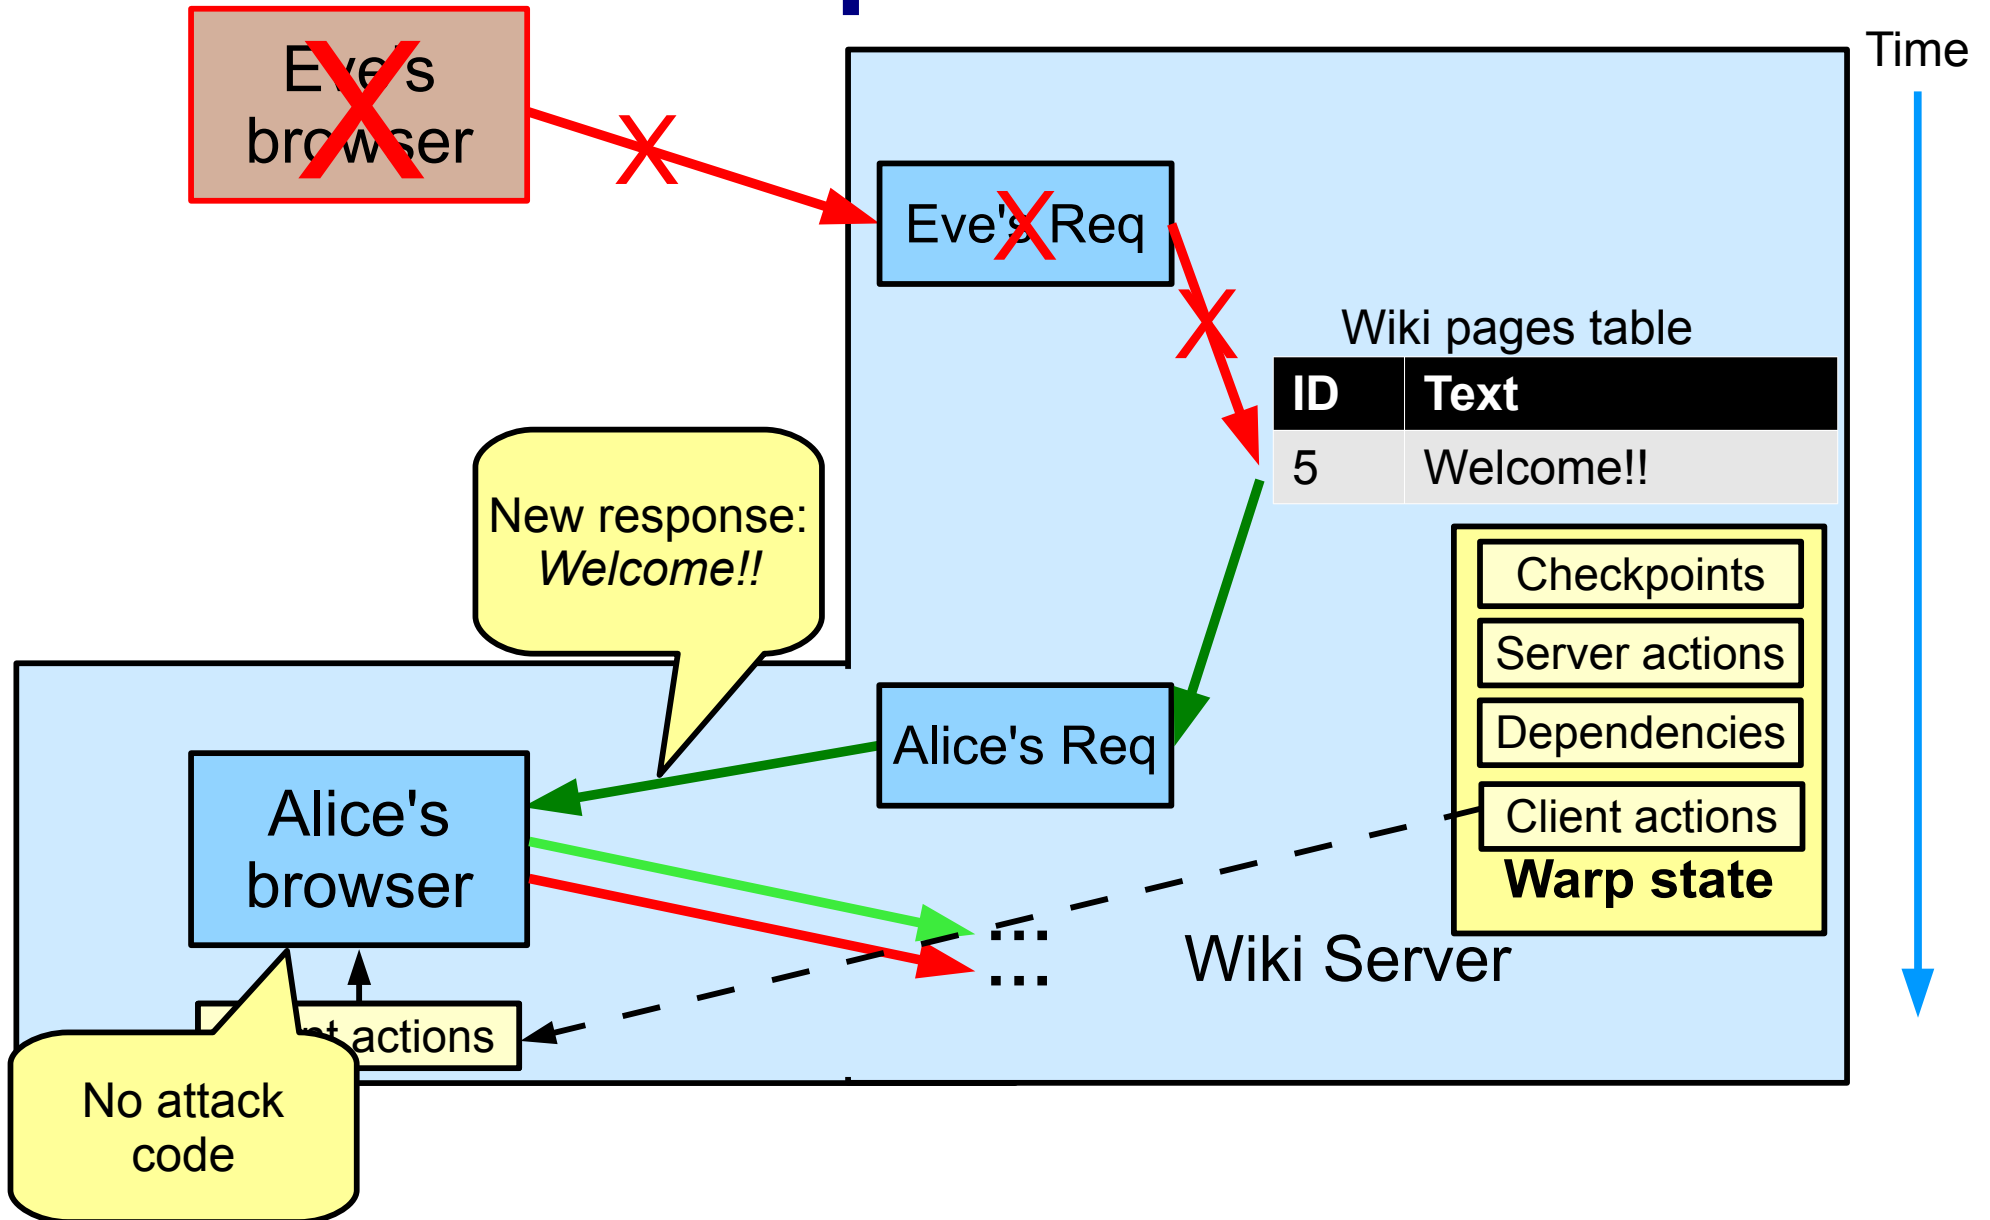 Time
Eve's
browser
X
X
Eve's Req
X
X
Wiki pages table
ID Text
5 Welcome!!
New response:
Welcome!!
Checkpoints
Server actions
Dependencies
Client actions
Warp state
Alice's Req
Alice's
browser
...
...
Wiki Server
actions
No attack
code